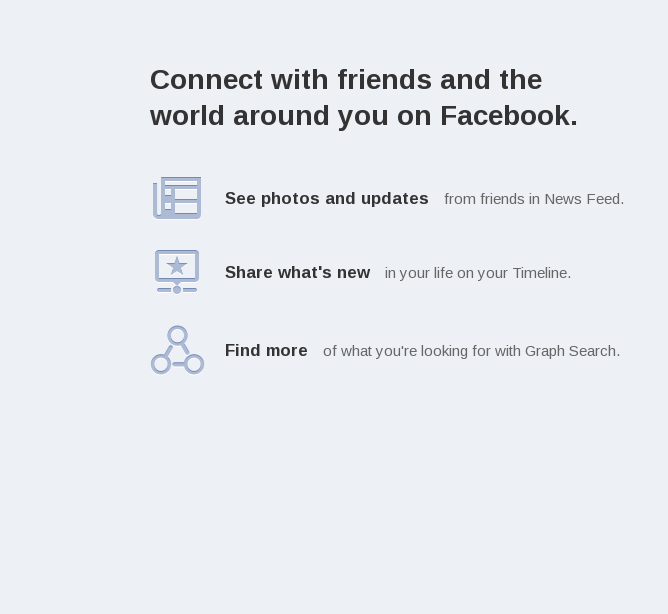 Connect with friends and the
world around you on Facebook.
See photos and updates from friends in News Feed.
Share what's new in your life on your Timeline.
Find more of what you're looking for with Graph Search.